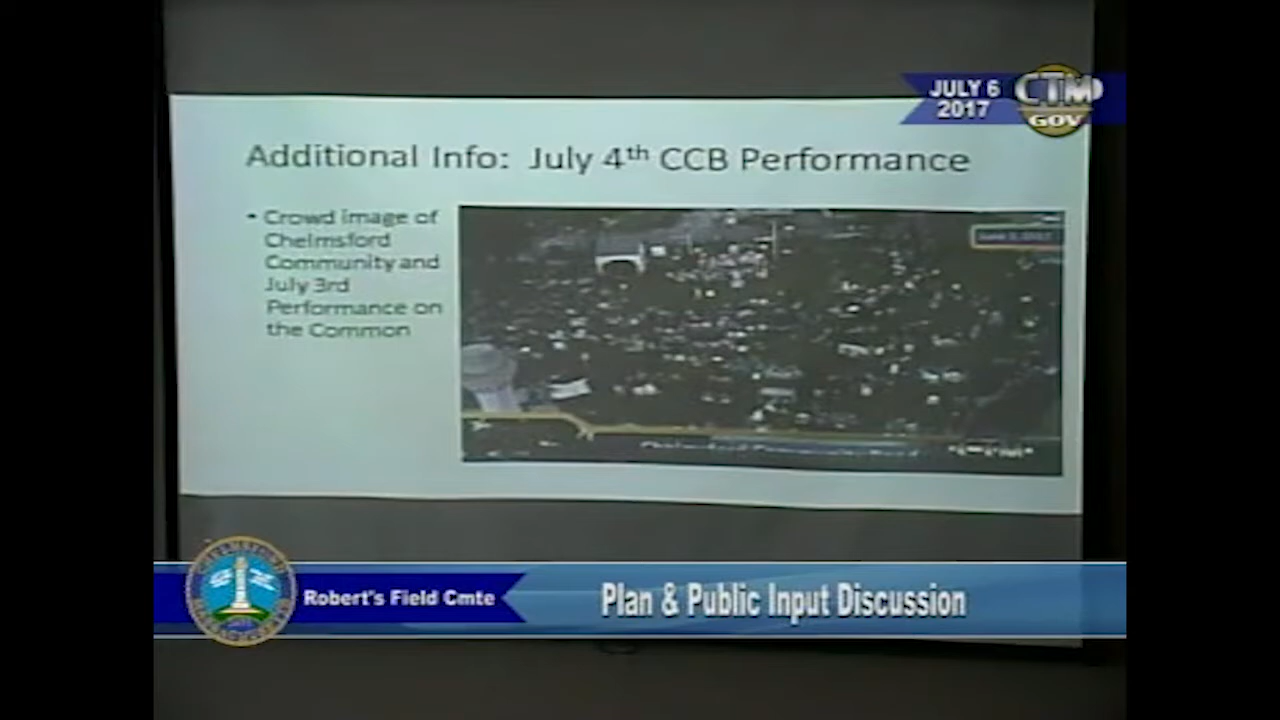 JULY 6
2017
CTM
GOV
Additional Info: July 4th CCB Performance
• Crowd image of
Chelmsford
Community and
July 3rd
Performance on
the Common
Robert's Field Cmte
Plan & Public Input Discussion